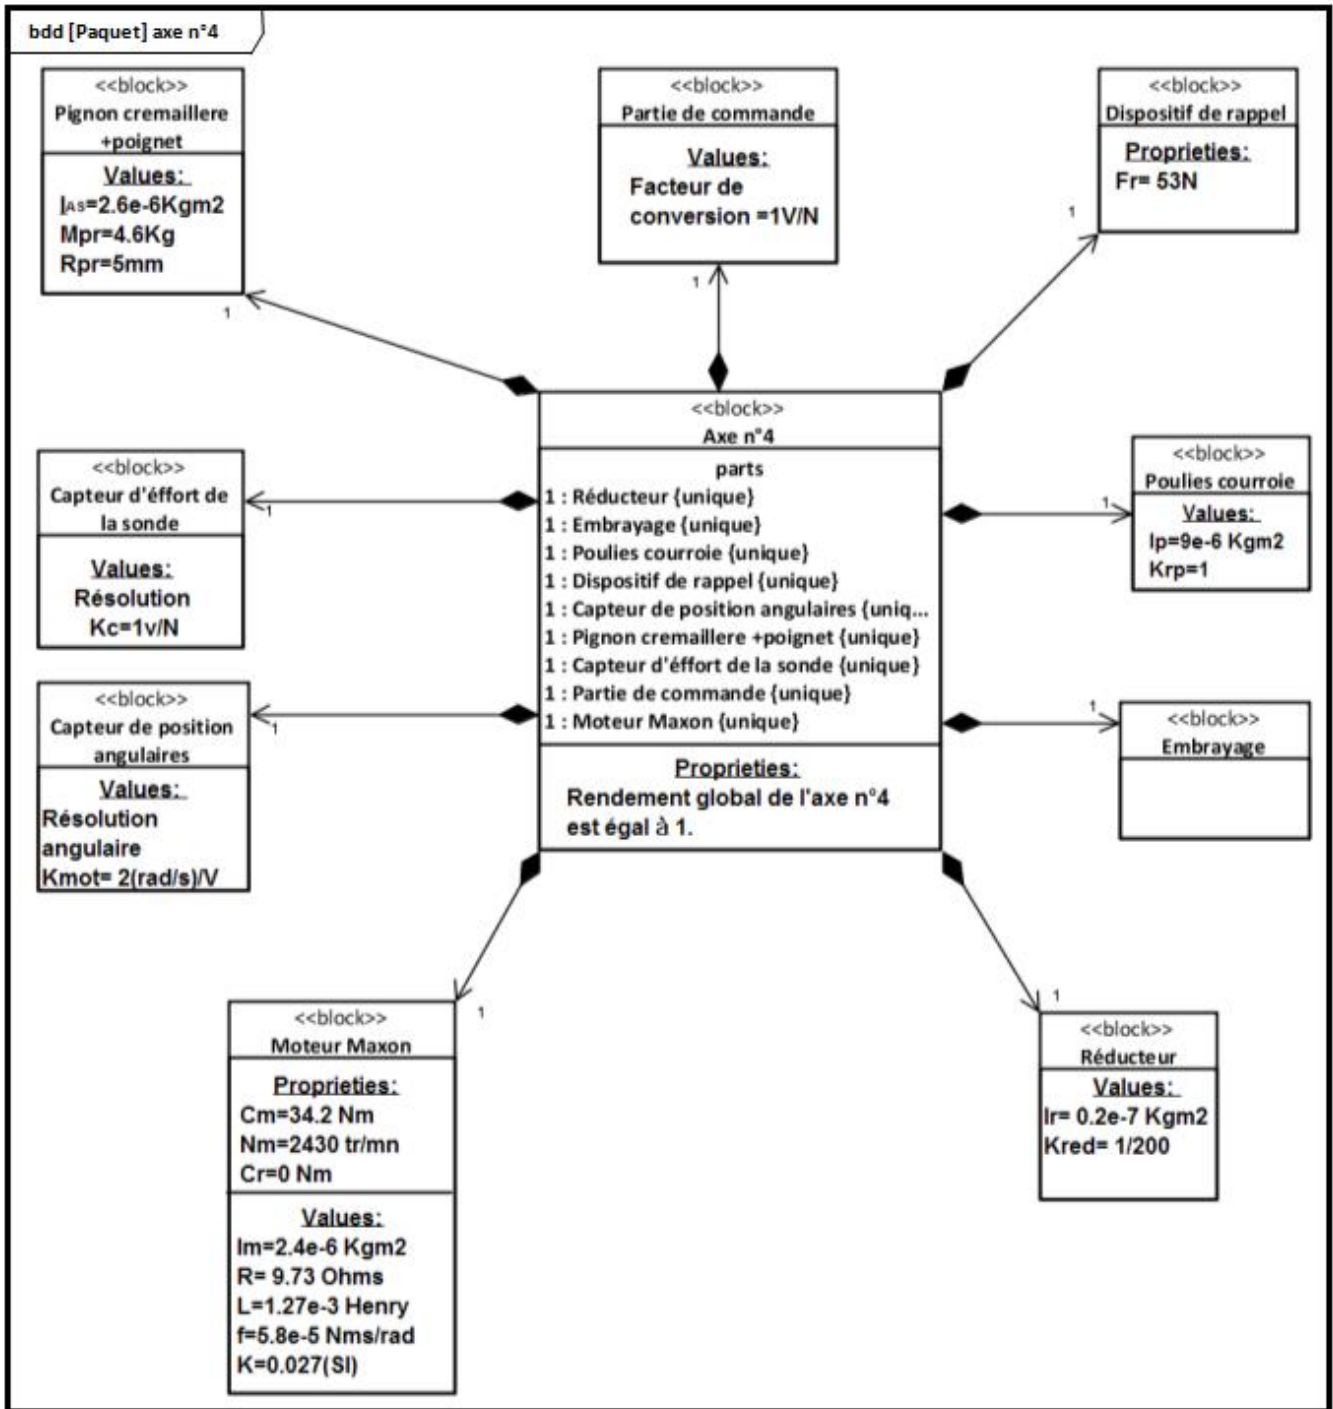 bdd [Paquet] axe n°4
<<block>>
Pignon cremaillere
+poignet
Values:
IAS=2.6e-6Kgm2
Mpr=4.6Kg
Rpr=5mm
1
<<block>>
Partie de commande
Values:
Facteur de
conversion =1V/N
1
<<block>>
Dispositif de rappel
Proprieties:
Fr= 53N
1
<<block>>
Axe n°4
parts
1 : Réducteur {unique}
1 : Embrayage {unique}
1 : Poulies courroie {unique}
1 : Dispositif de rappel {unique}
1 : Capteur de position angulaires {uniq...
1 : Pignon cremaillere +poignet {unique}
1 : Capteur d'éffort de la sonde {unique}
1 : Partie de commande {unique}
1 : Moteur Maxon {unique}
Proprieties:
Rendement global de l'axe n°4
est égal à 1.
<<block>>
Capteur d'éffort de
la sonde
Values:
Résolution
Kc=1v/N
1
<<block>>
Poulies courroie
Values:
Ip=9e-6 Kgm2
Krp=1
1
<<block>>
Capteur de position
angulaires
Values:
Résolution
angulaire
Kmot= 2(rad/s)/V
1
<<block>>
Embrayage
1
<<block>>
Moteur Maxon
Proprieties:
Cm=34.2 Nm
Nm=2430 tr/mn
Cr=0 Nm
Values:
Im=2.4e-6 Kgm2
R= 9.73 Ohms
L=1.27e-3 Henry
f=5.8e-5 Nms/rad
K=0.027(SI)
1
<<block>>
Réducteur
Values:
Ir= 0.2e-7 Kgm2
Kred= 1/200
1